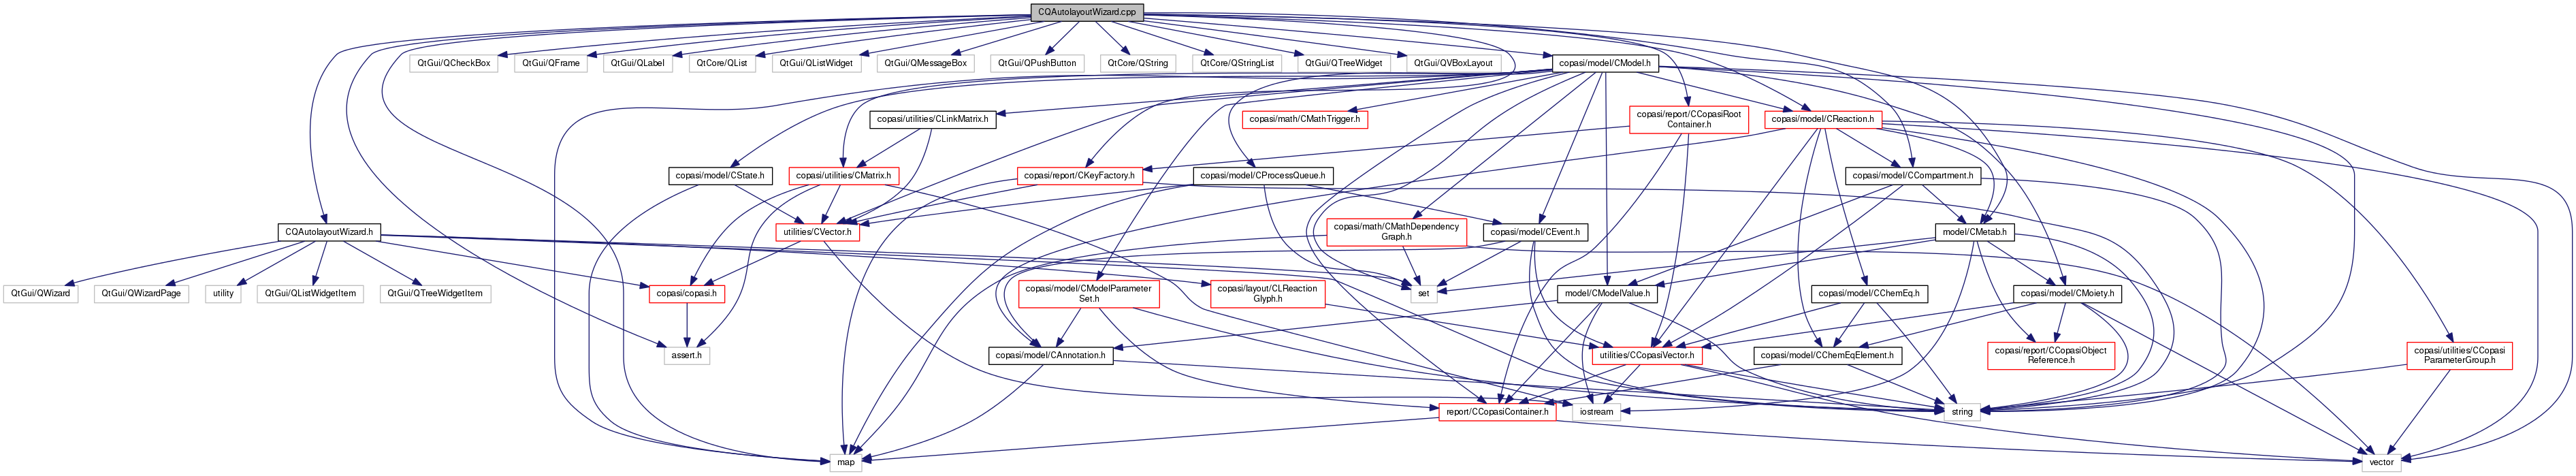 CQAutolayoutWizard.cpp
QtGui/QCheckBox
QtGui/QFrame
QtGui/QLabel
QtCore/QList
QtGui/QListWidget
QtGui/QMessageBox
QtGui/QPushButton
QtCore/QString
QtCore/QStringList
QtGui/QTreeWidget
QtGui/QVBoxLayout
copasi/model/CModel.h
copasi/utilities/CLinkMatrix.h
copasi/math/CMathTrigger.h
copasi/report/CCopasiRoot
Container.h
copasi/model/CReaction.h
copasi/model/CState.h
copasi/utilities/CMatrix.h
copasi/report/CKeyFactory.h
copasi/model/CProcessQueue.h
copasi/model/CCompartment.h
CQAutolayoutWizard.h
utilities/CVector.h
copasi/math/CMathDependency
Graph.h
copasi/model/CEvent.h
model/CMetab.h
QtGui/QWizard
QtGui/QWizardPage
utility
QtGui/QListWidgetItem
QtGui/QTreeWidgetItem
copasi/copasi.h
copasi/model/CModelParameter
Set.h
copasi/layout/CLReaction
Glyph.h
set
model/CModelValue.h
copasi/model/CChemEq.h
copasi/model/CMoiety.h
assert.h
copasi/model/CAnnotation.h
utilities/CCopasiVector.h
copasi/model/CChemEqElement.h
copasi/report/CCopasiObject
Reference.h
copasi/utilities/CCopasi
ParameterGroup.h
report/CCopasiContainer.h
iostream
string
map
vector